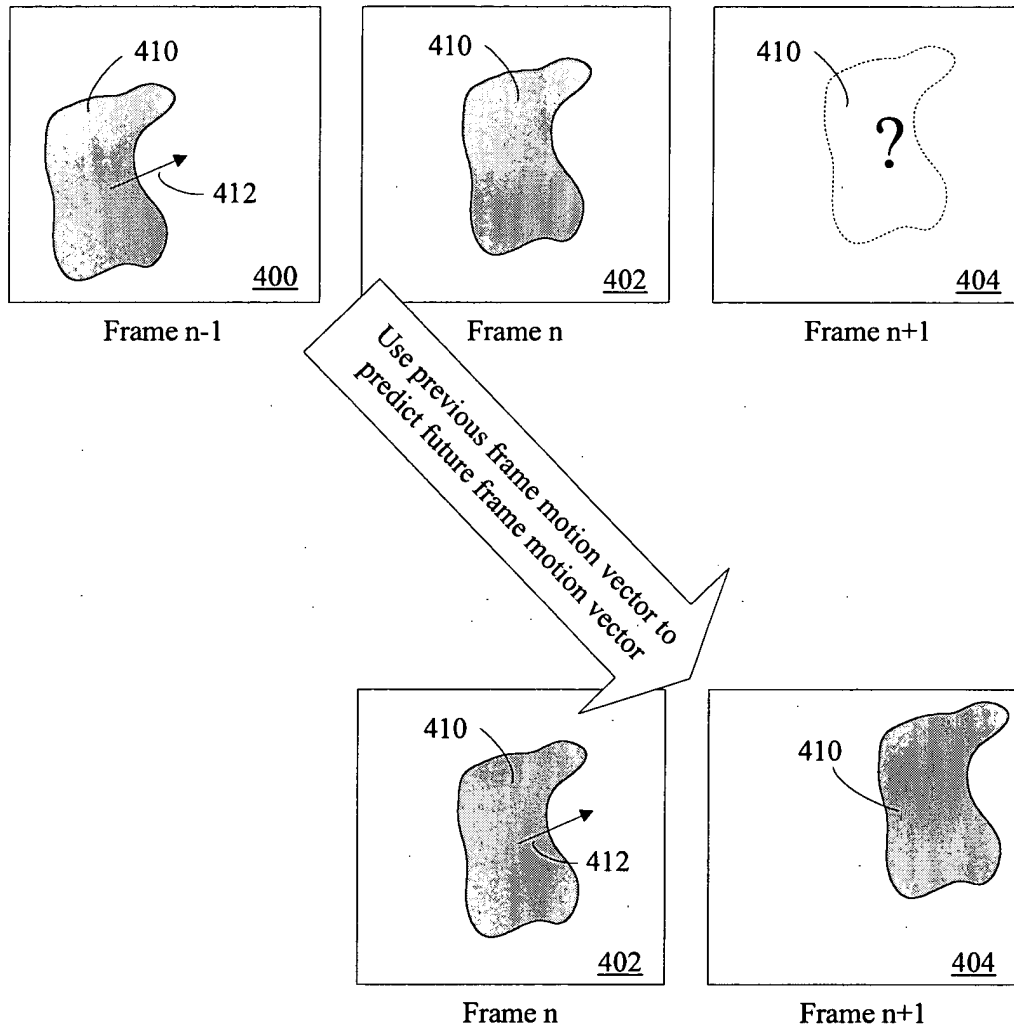 410
412
400
Frame n-1
410
402
Frame n
410
?
404
Frame n+1
Use previous frame motion vector to
predict future frame motion vector
410
412
402
Frame n
410
404
Frame n+1